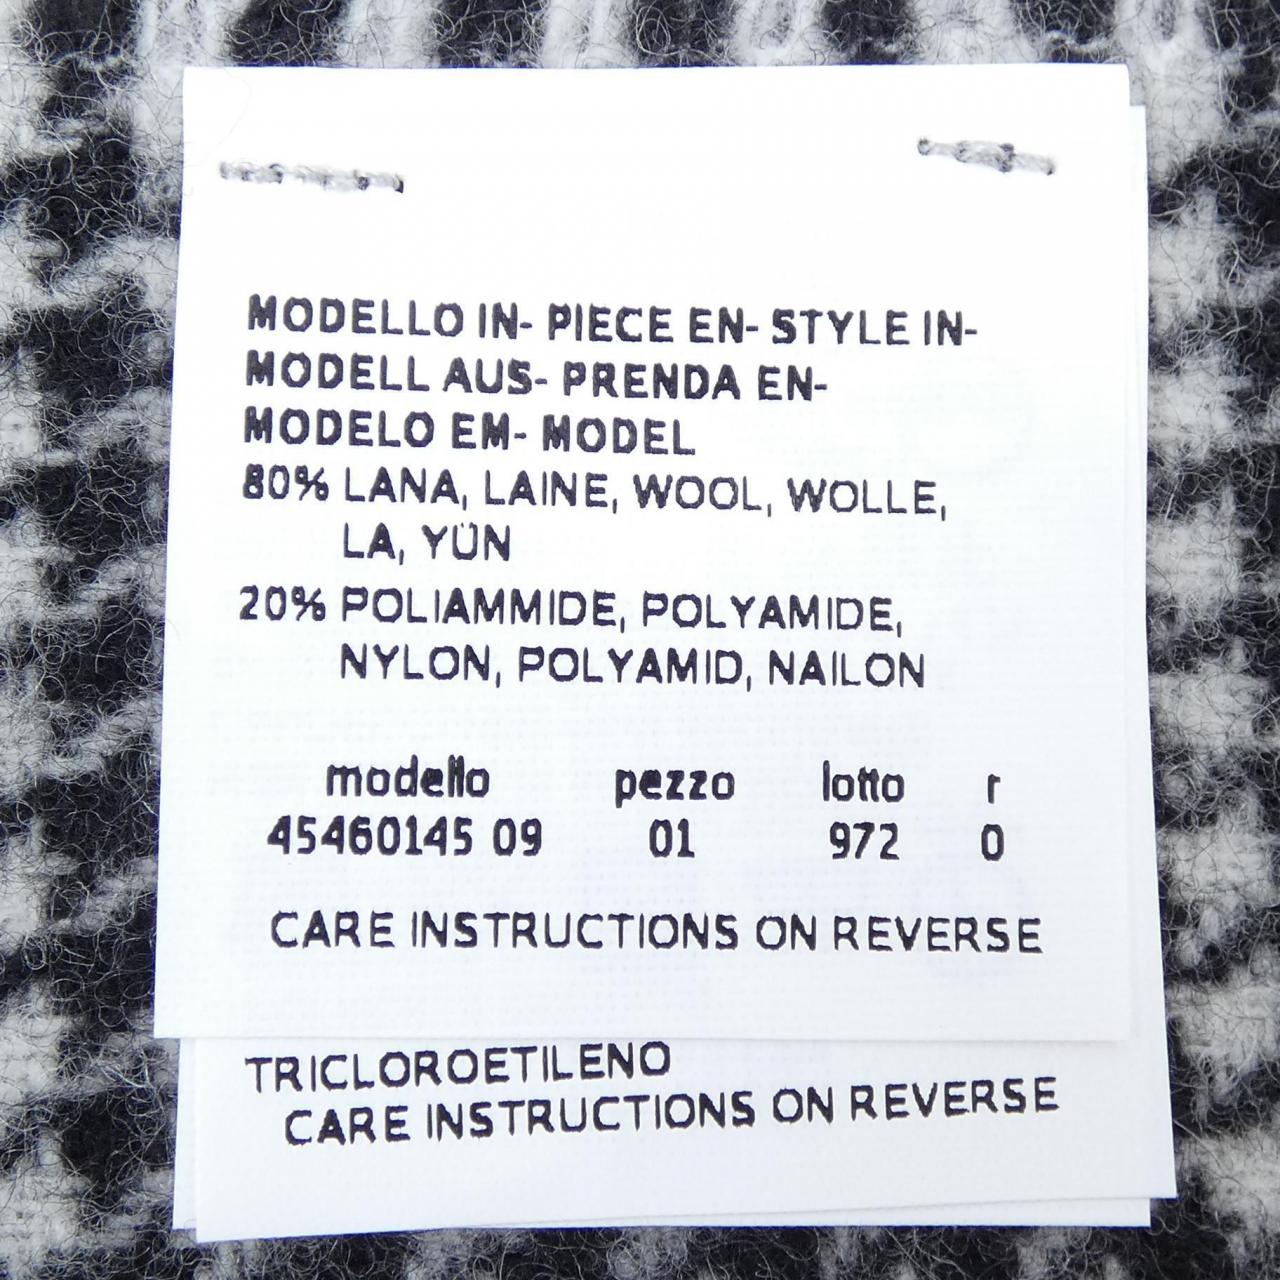 MODELLO IN- PIECE EN- STYLE IN-
MODELL AUS- PRENDA EN-
MODELO EM- MODEL
80% LANA, LAINE, WOOL, WOLLE,
LA, YÜN
20% POLIAMMIDE, POLYAMIDE,
NYLON, POLYAMID, NAILON
modello pezzo lotto r
45460145 09 01 972 0
CARE INSTRUCTIONS ON REVERSE
TRICLOROETILENO
CARE INSTRUCTIONS ON REVERSE